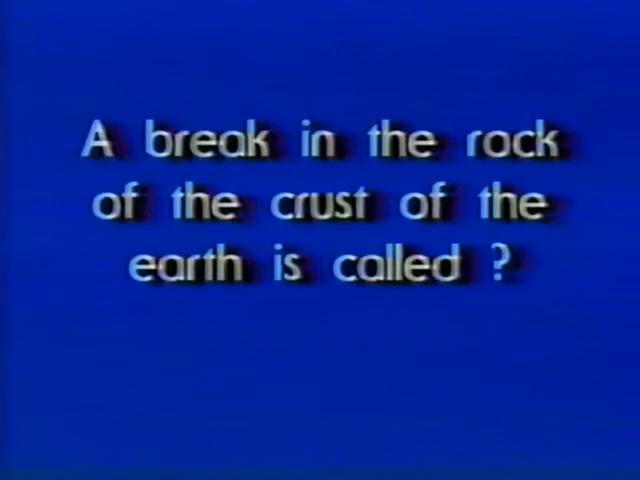 A break in the rock
of the crust of the
earth is called ?